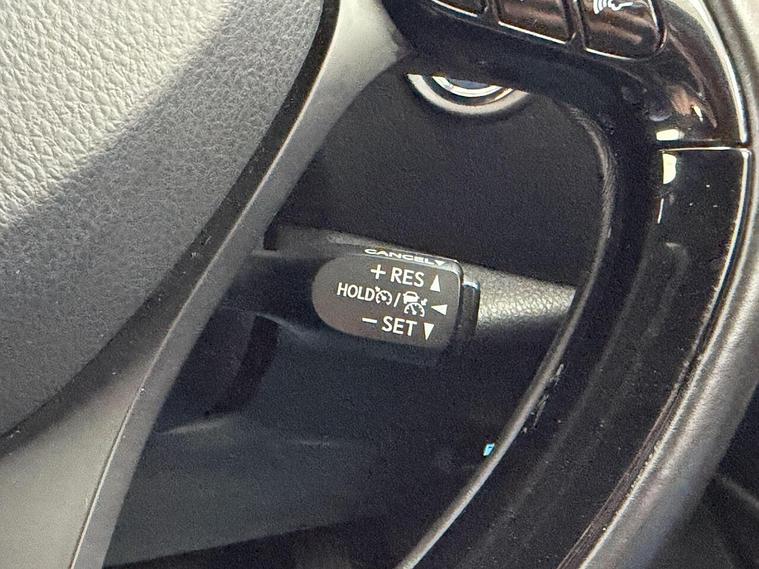 CANCEL▼
+ RES ▲
HOLD / ◀
− SET ▼